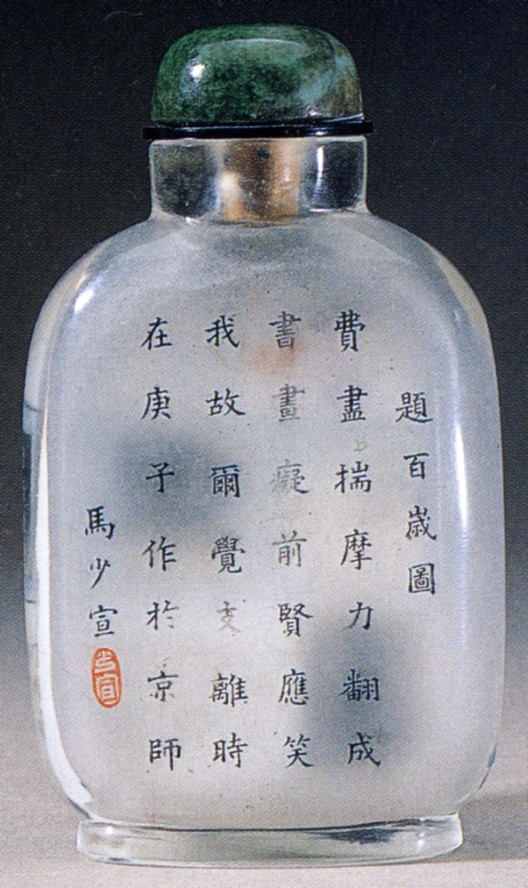 題百歲圖
費盡揣摩力翻成
書畫癡前賢應笑
我故爾覺支離時
在庚子作於京師
馬少宣
少宣